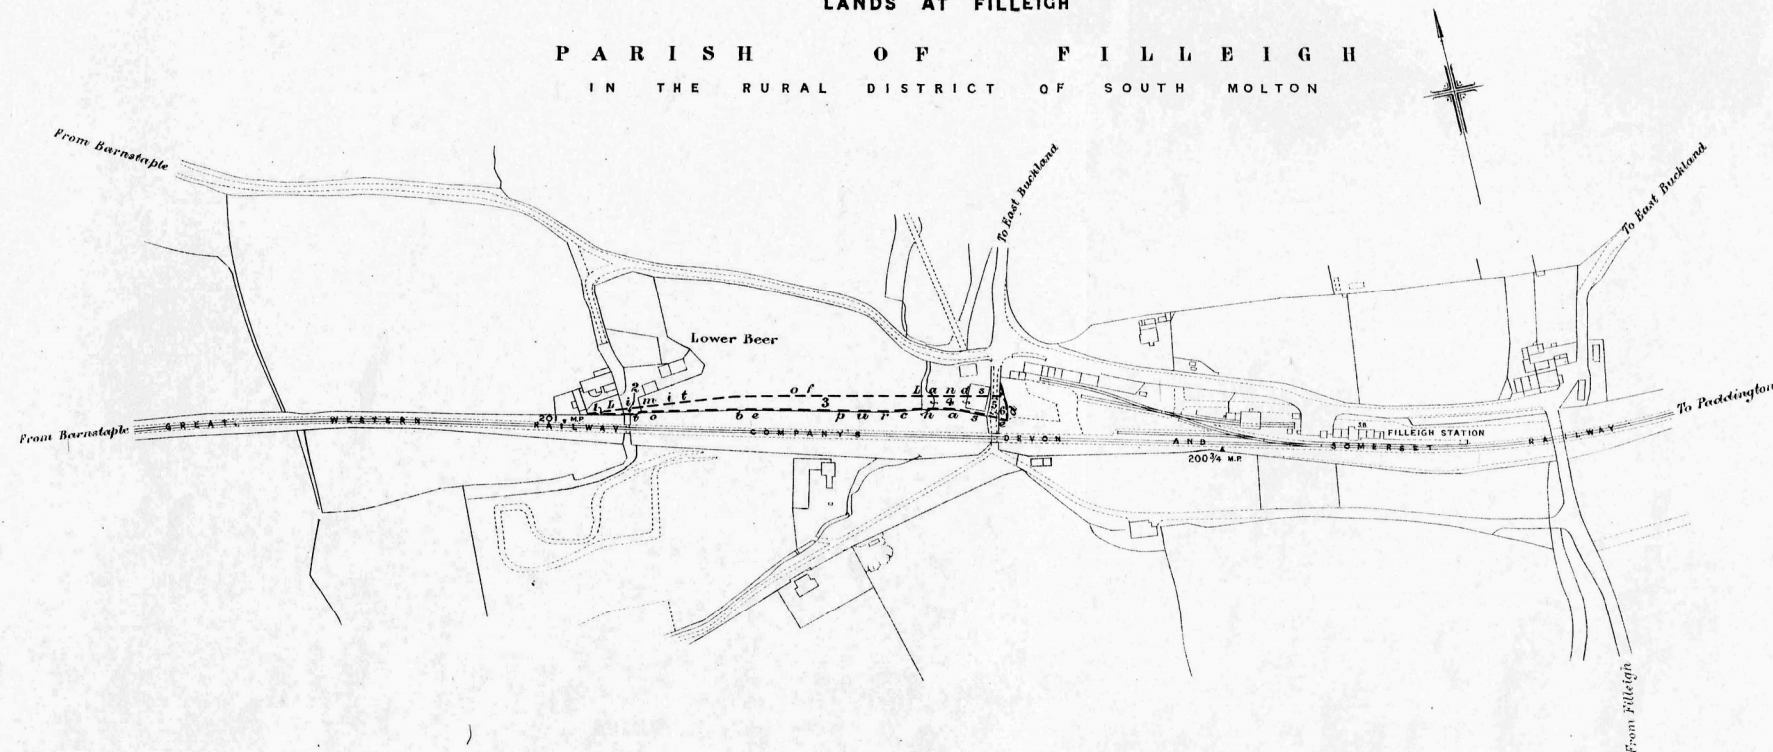 LANDS AT FILLEIGH
PARISH OF FILLEIGH
IN THE RURAL DISTRICT OF SOUTH MOLTON
From Barnstaple
To East Buckland
To East Buckland
Lower Beer
2
Limit of Lands
1
3
4
5
6
to be purchas
201 M.P.
From Barnstaple
GREAT WESTERN RAILWAY COMPANY'S DEVON AND SOMERSET RAILWAY
200¾ M.P.
S.B.
FILLEIGH STATION
To Paddington
From Filleigh